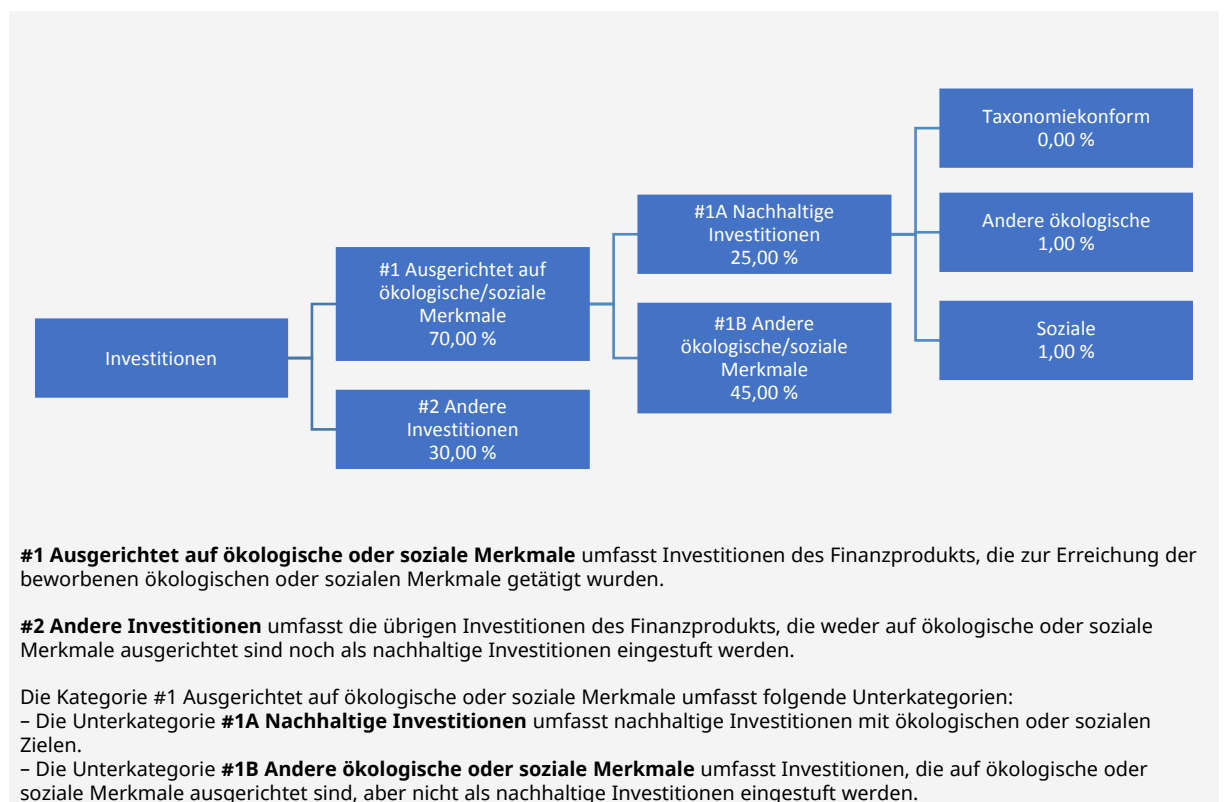 Investitionen
#1 Ausgerichtet auf
ökologische/soziale
Merkmale
70,00 %
#2 Andere
Investitionen
30,00 %
#1A Nachhaltige
Investitionen
25,00 %
#1B Andere
ökologische/soziale
Merkmale
45,00 %
Taxonomiekonform
0,00 %
Andere ökologische
1,00 %
Soziale
1,00 %
#1 Ausgerichtet auf ökologische oder soziale Merkmale umfasst Investitionen des Finanzprodukts, die zur Erreichung der
beworbenen ökologischen oder sozialen Merkmale getätigt wurden.
#2 Andere Investitionen umfasst die übrigen Investitionen des Finanzprodukts, die weder auf ökologische oder soziale
Merkmale ausgerichtet sind noch als nachhaltige Investitionen eingestuft werden.
Die Kategorie #1 Ausgerichtet auf ökologische oder soziale Merkmale umfasst folgende Unterkategorien:
– Die Unterkategorie #1A Nachhaltige Investitionen umfasst nachhaltige Investitionen mit ökologischen oder sozialen
Zielen.
– Die Unterkategorie #1B Andere ökologische oder soziale Merkmale umfasst Investitionen, die auf ökologische oder
soziale Merkmale ausgerichtet sind, aber nicht als nachhaltige Investitionen eingestuft werden.